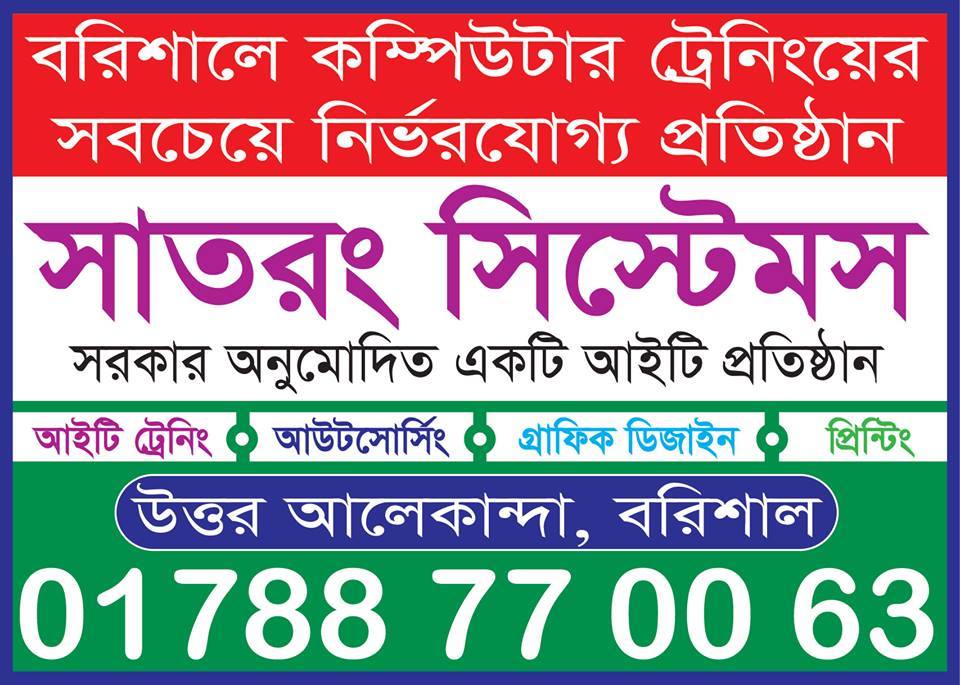 বরিশালে কম্পিউটার ট্রেনিংয়ের
সবচেয়ে নির্ভরযোগ্য প্রতিষ্ঠান
সাতরং সিস্টেমস
সরকার অনুমোদিত একটি আইটি প্রতিষ্ঠান
আইটি ট্রেনিং আউটসোর্সিং গ্রাফিক ডিজাইন প্রিন্টিং
উত্তর আলেকান্দা, বরিশাল
01788 77 00 63